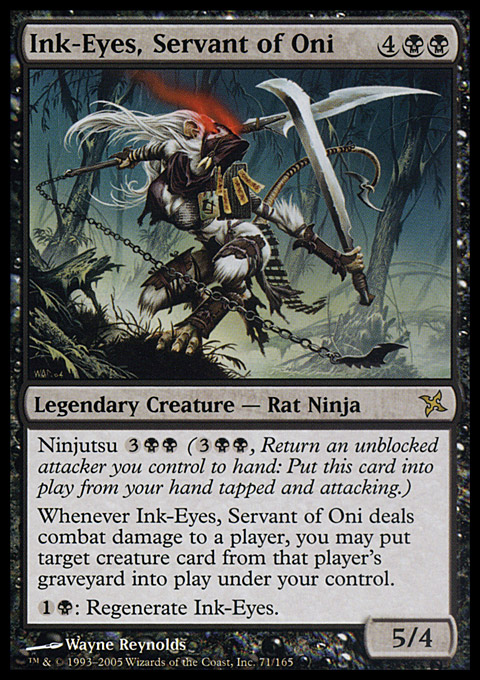 Ink-Eyes, Servant of Oni 4
Legendary Creature — Rat Ninja
Ninjutsu 3 (3, Return an unblocked
attacker you control to hand: Put this card into
play from your hand tapped and attacking.)
Whenever Ink-Eyes, Servant of Oni deals
combat damage to a player, you may put
target creature card from that player's
graveyard into play under your control.
1: Regenerate Ink-Eyes.
Wayne Reynolds
5/4
™ & © 1993–2005 Wizards of the Coast, Inc. 71/165